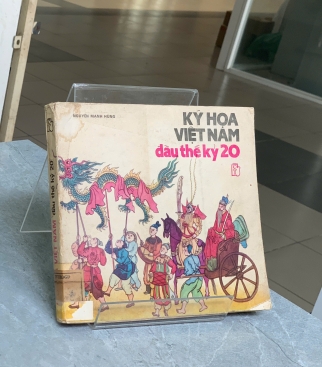 NGUYỄN MẠNH HÙNG
KÝ HỌA
VIỆT NAM
đầu thế kỷ 20